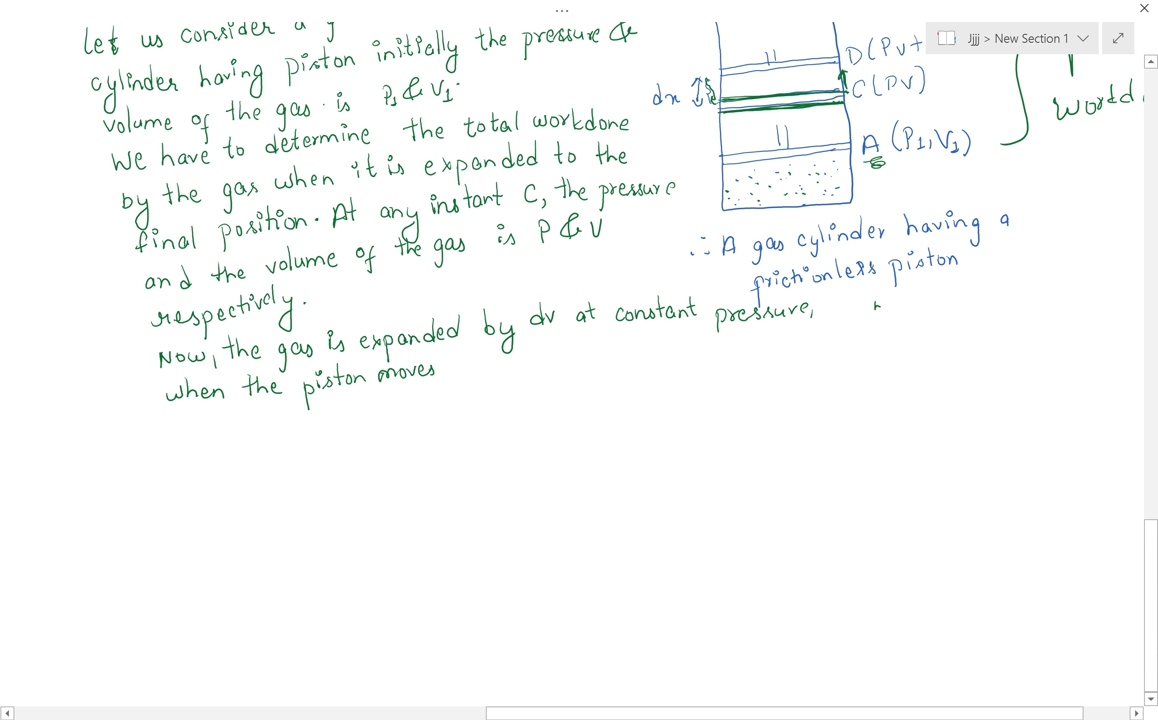 Jjjj > New Section 1
let us consider a
cylinder having piston initially the pressure &
volume of the gas is P1 & V1.
We have to determine the total workdone
by the gas when it is expanded to the
final position. At any instant C, the pressure
and the volume of the gas is P & V
respectively.
Now, the gas is expanded by dv at constant pressure,
when the piston moves
D(PV+
C(PV)
dx
A (P1,V1)
workd
∴ A gas cylinder having a
frictionless piston